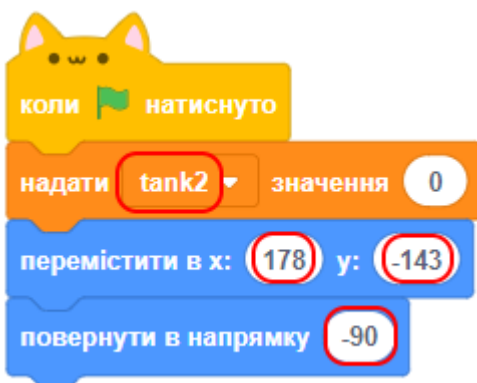 коли натиснуто
надати tank2 значення 0
перемістити в x: 178 y: -143
повернути в напрямку -90